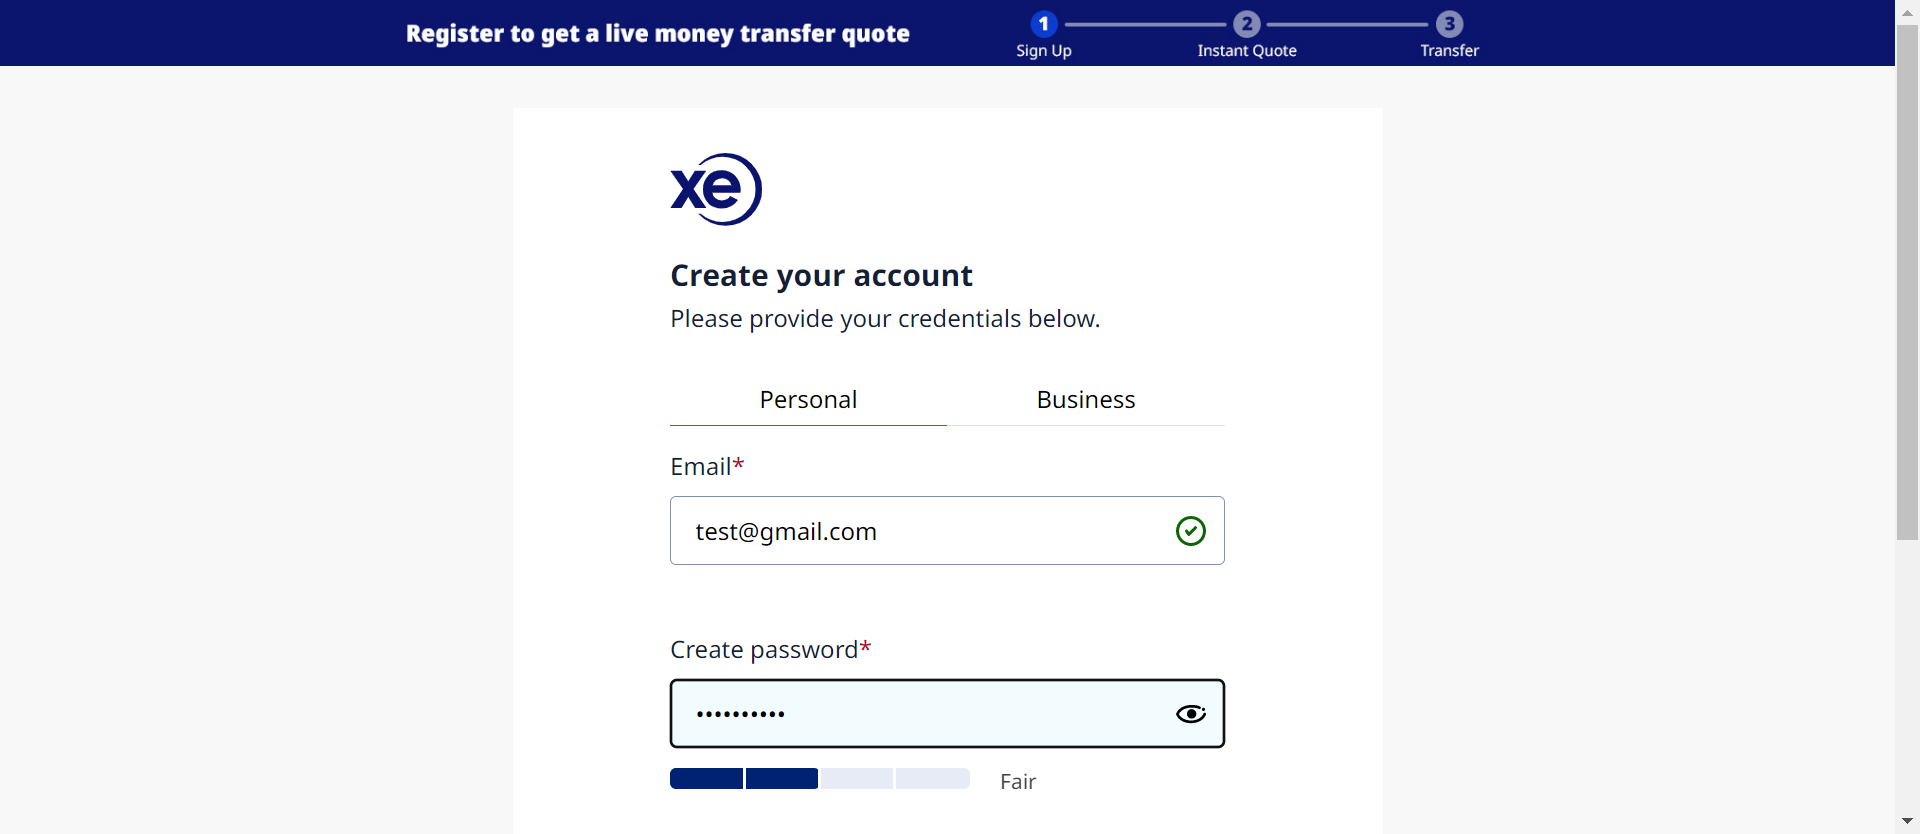 Register to get a live money transfer quote
1 2 3
Sign Up Instant Quote Transfer
xe
Create your account
Please provide your credentials below.
Personal Business
Email*
test@gmail.com
Create password*
••••••••••
Fair